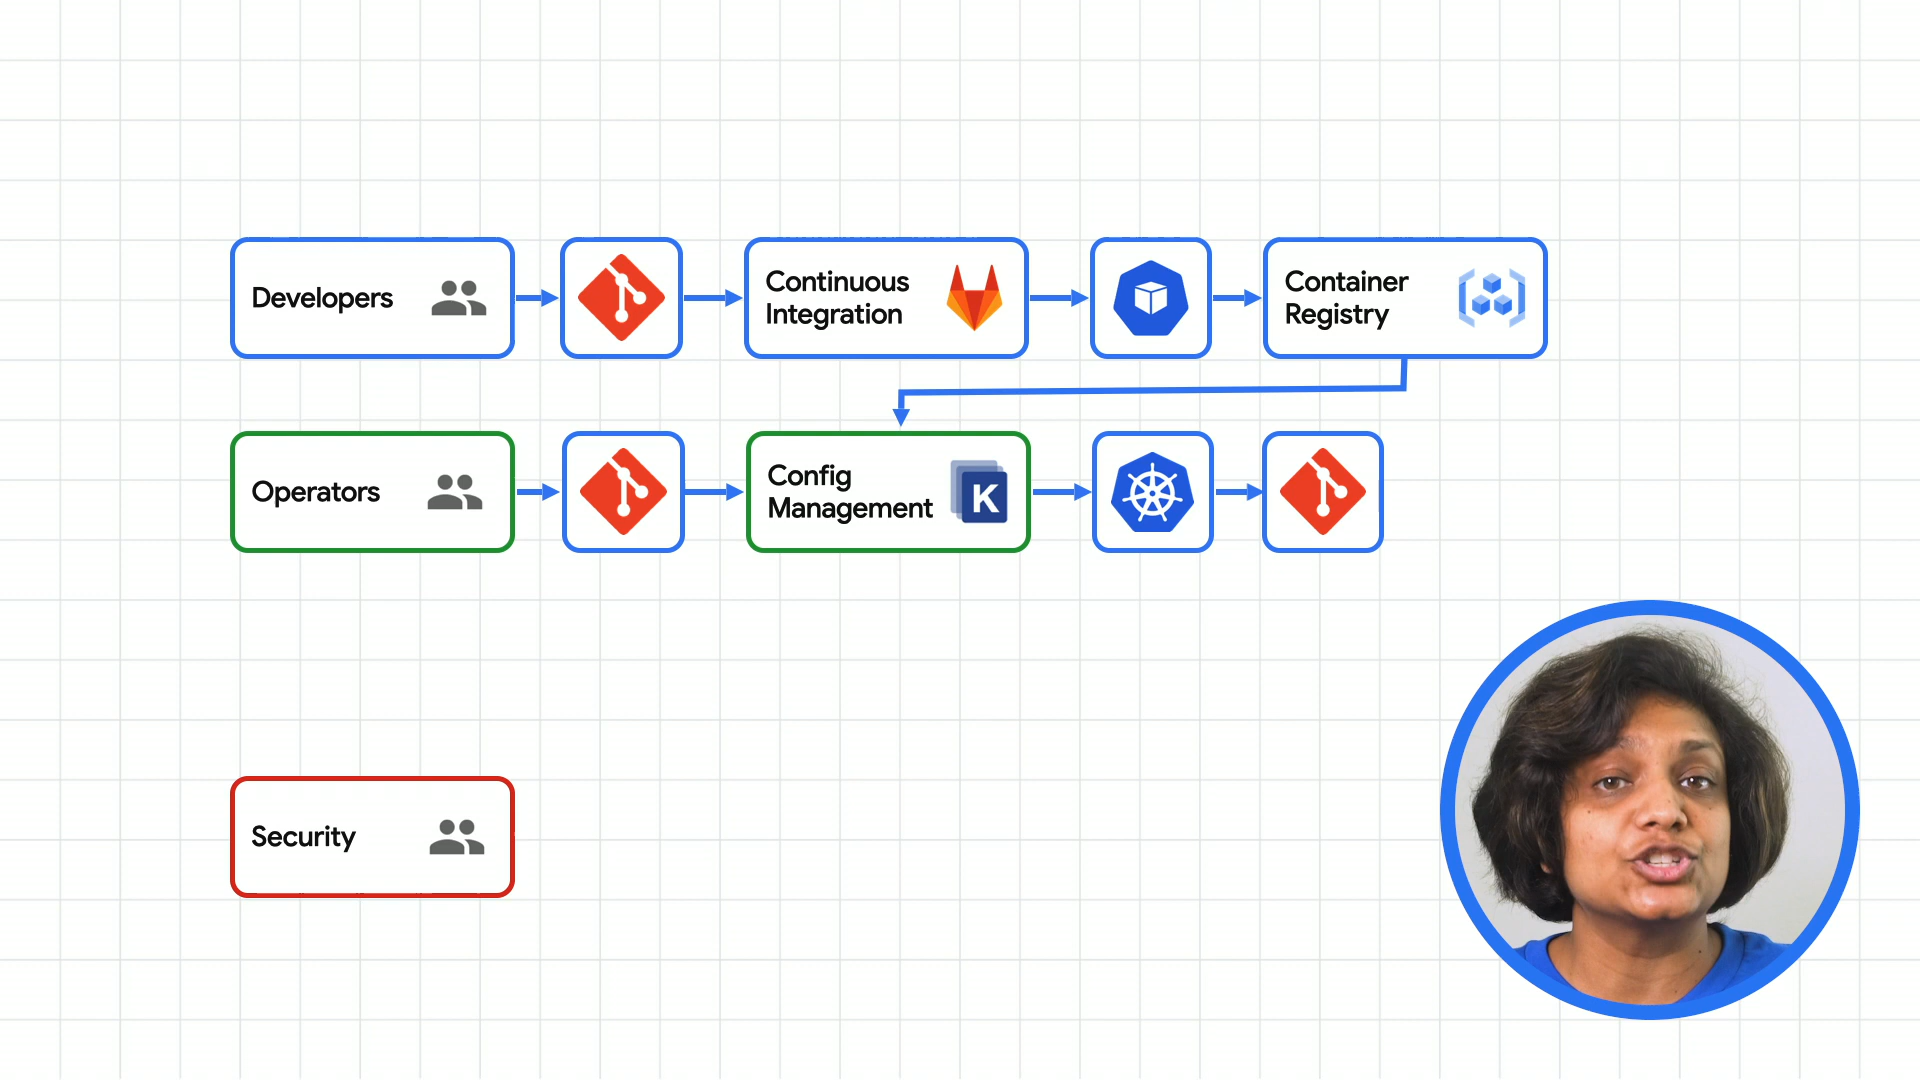 Developers
Continuous
Integration
Container
Registry
Operators
Config
Management
K
Security